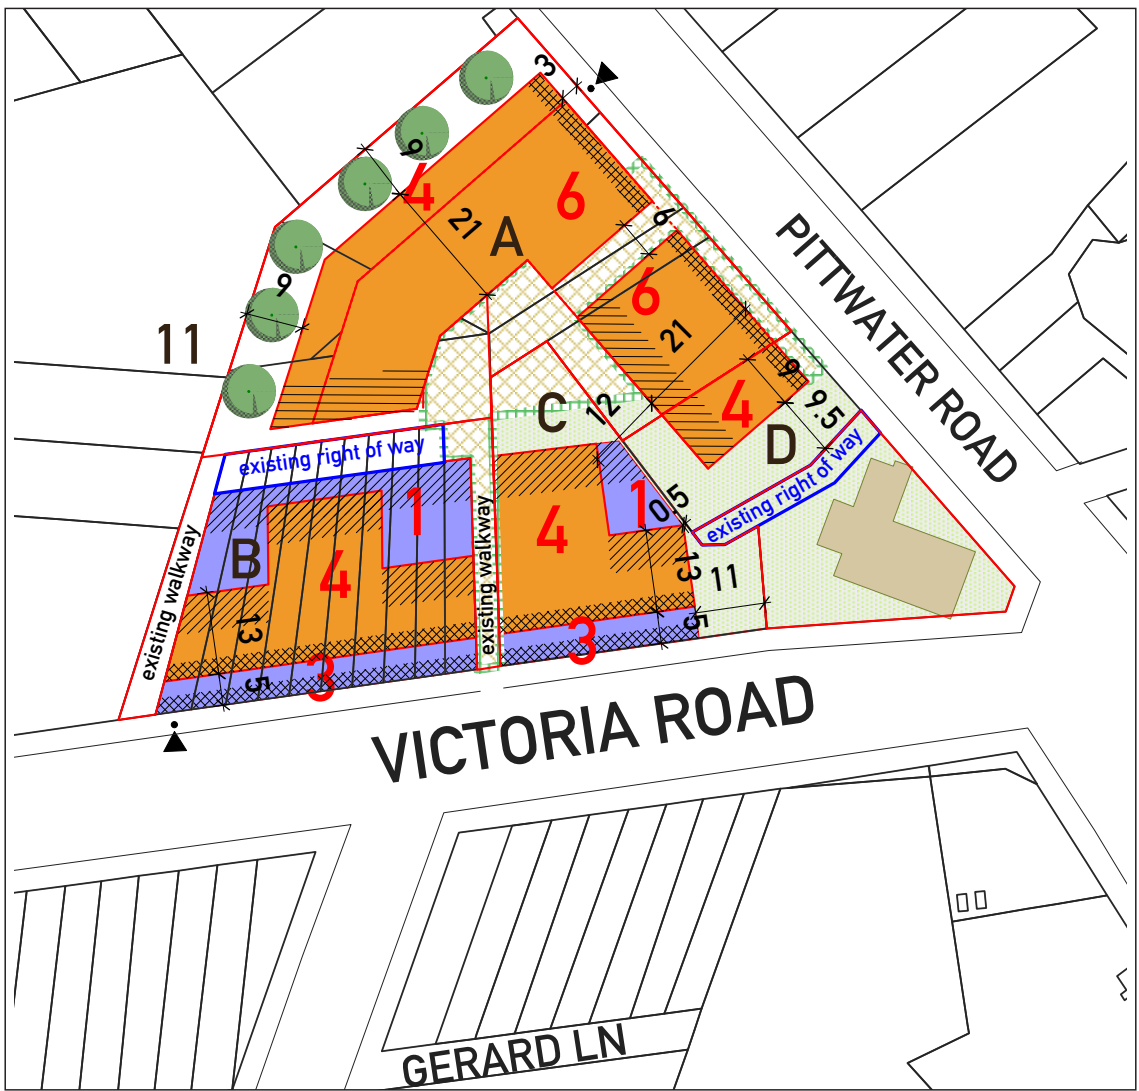 3
9
4
6
21
A
6
9
6
11
21
9
9.5
4
C
12
D
PITTWATER ROAD
existing right of way
existing right of way
1
1
0.5
B
4
4
existing walkway
existing walkway
13
11
13
5
3
5
3
VICTORIA ROAD
GERARD LN